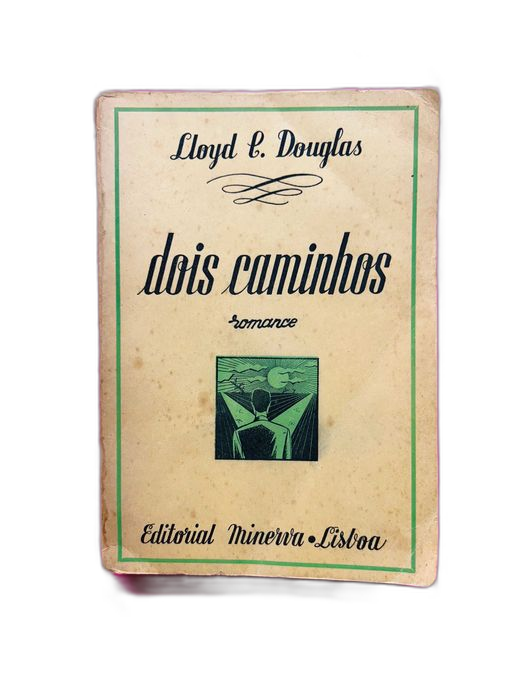 Lloyd C. Douglas
dois caminhos
romance
Editorial Minerva • Lisboa